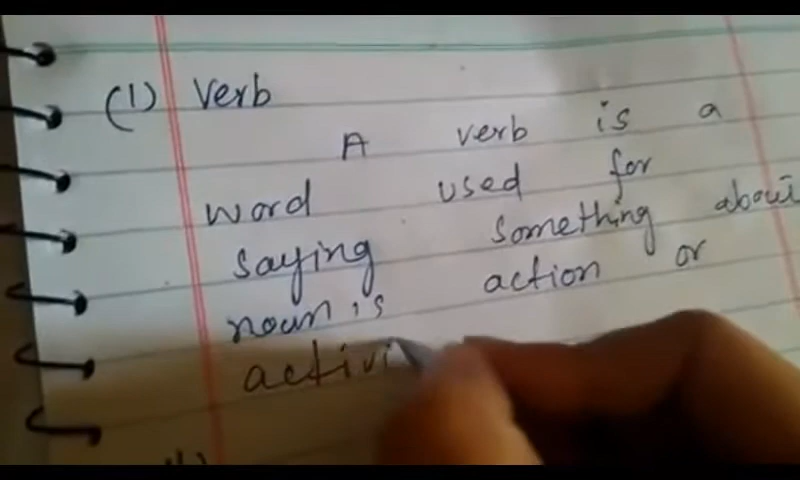 (1) Verb
A verb is a
word used for
saying something about
noun is action or
activi